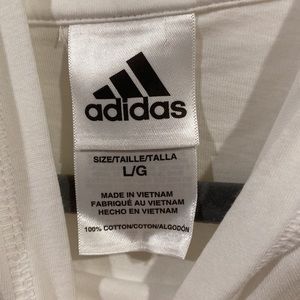 adidas
SIZE/TAILLE/TALLA
L/G
MADE IN VIETNAM
FABRIQUÉ AU VIETNAM
HECHO EN VIETNAM
100% COTTON/COTON/ALGODÓN